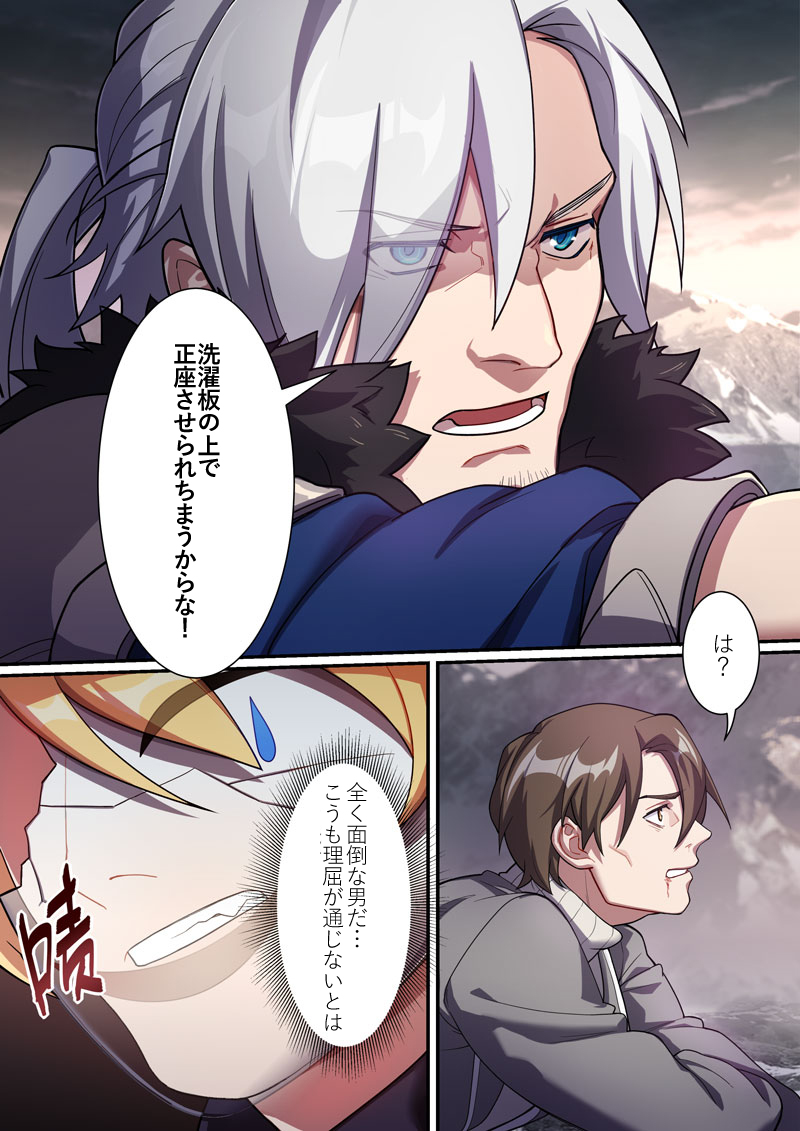 洗濯板の上で
正座させられちまうからな！
は？
全く面倒な男だ…
こうも理屈が通じないとは
啧